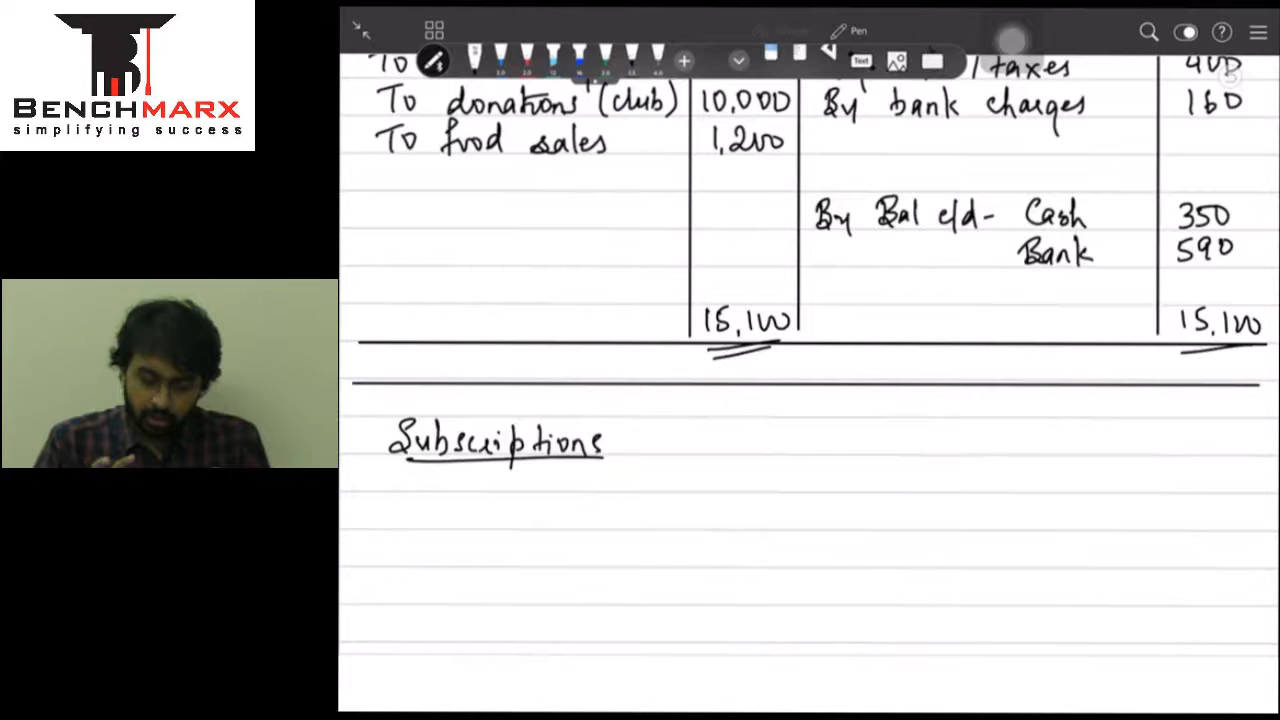 BENCHMARX
simplifying success
Pen
Text
To / taxes 400
To donations (club) 10,000 By bank charges 160
To food sales 1,200
By Bal c/d - Cash 350
Bank 590
15,100 15,100
Subscriptions